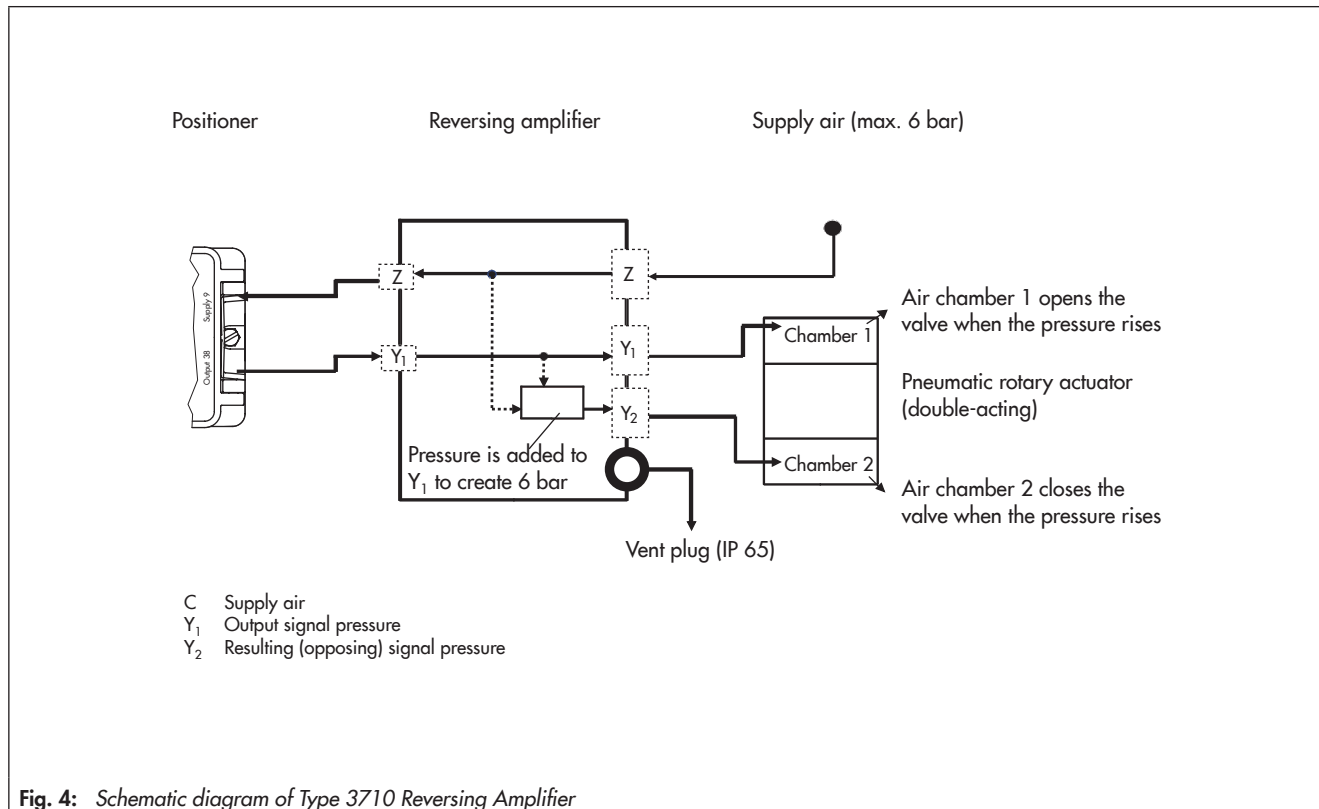 Positioner
Reversing amplifier
Supply air (max. 6 bar)
Supply 9
Output 38
Z
Z
Y₁
Y₁
Y₂
Pressure is added to
Y₁ to create 6 bar
Chamber 1
Chamber 2
Air chamber 1 opens the
valve when the pressure rises
Pneumatic rotary actuator
(double-acting)
Air chamber 2 closes the
valve when the pressure rises
Vent plug (IP 65)
C Supply air
Y₁ Output signal pressure
Y₂ Resulting (opposing) signal pressure
Fig. 4: Schematic diagram of Type 3710 Reversing Amplifier